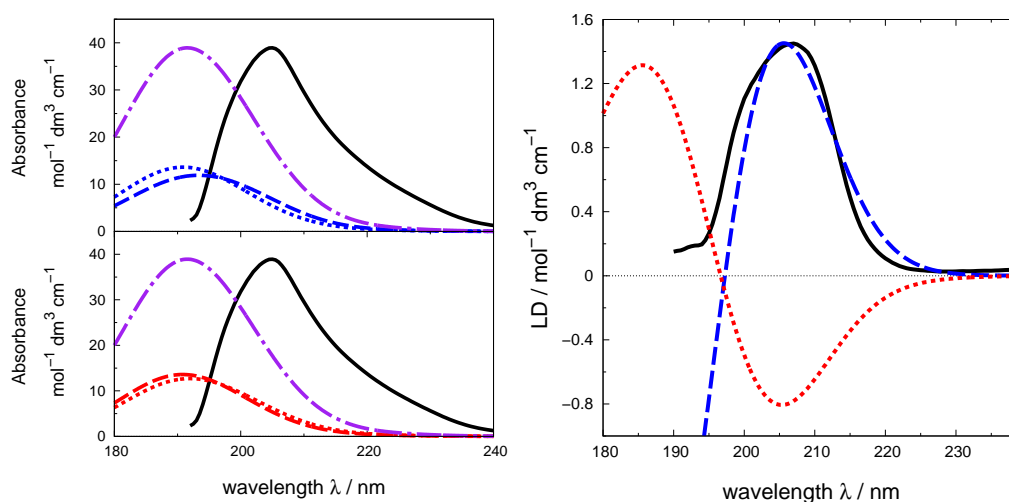 40
30
20
10
0
Absorbance
mol⁻¹ dm³ cm⁻¹
40
30
20
10
0
Absorbance
mol⁻¹ dm³ cm⁻¹
180 200 220 240
wavelength λ / nm
1.6
1.2
0.8
0.4
0
−0.4
−0.8
LD / mol⁻¹ dm³ cm⁻¹
180 190 200 210 220 230
wavelength λ / nm